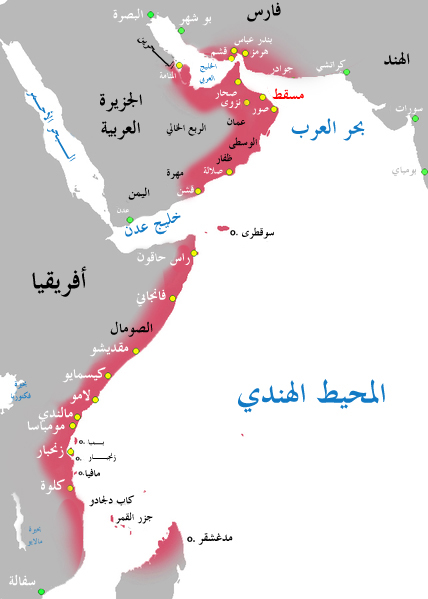 فارس
البصرة
بو شهر
بندر عباس
هرمز
قشم
الهند
كراتشي
جوادر
البحرين
المنامة
الخليج
العربي
صحار
مسقط
نزوى
صور
الجزيرة
العربية
الربع الخالي
عمان
الوسطى
ظفار
صلالة
مهرة
قشن
اليمن
عدن
بحر العرب
سورات
بومباي
البحر الأحمر
خليج عدن
سوقطرى .o
راس حافون
أفريقيا
فانجاني
الصومال
مقديشو
كيسمايو
لامو
مالندي
مومباسا
المحيط الهندي
بحيرة
فكتوريا
بمبا .o
زنجبار .o
زنجبار
مافيا .o
كلوة
كاب دلجادو
جزر القمر
مدغشقر .o
بحيرة
مالاوي
سفالة